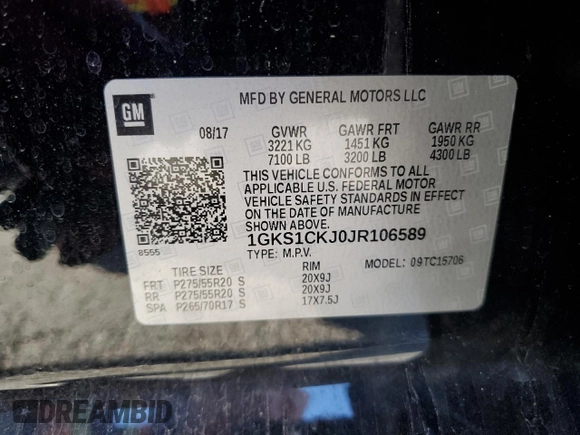 MFD BY GENERAL MOTORS LLC
GM
08/17 GVWR GAWR FRT GAWR RR
3221 KG 1451 KG 1950 KG
7100 LB 3200 LB 4300 LB
THIS VEHICLE CONFORMS TO ALL
APPLICABLE U.S. FEDERAL MOTOR
VEHICLE SAFETY STANDARDS IN EFFECT
ON THE DATE OF MANUFACTURE
SHOWN ABOVE.
8555
1GKS1CKJ0JR106589
TYPE: M.P.V. MODEL: 09TC15706
TIRE SIZE RIM
FRT P275/55R20 S 20X9J
RR P275/55R20 S 20X9J
SPA P265/70R17 S 17X7.5J
DREAMBID